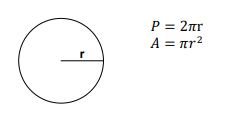 P = 2πr
A = πr²
r